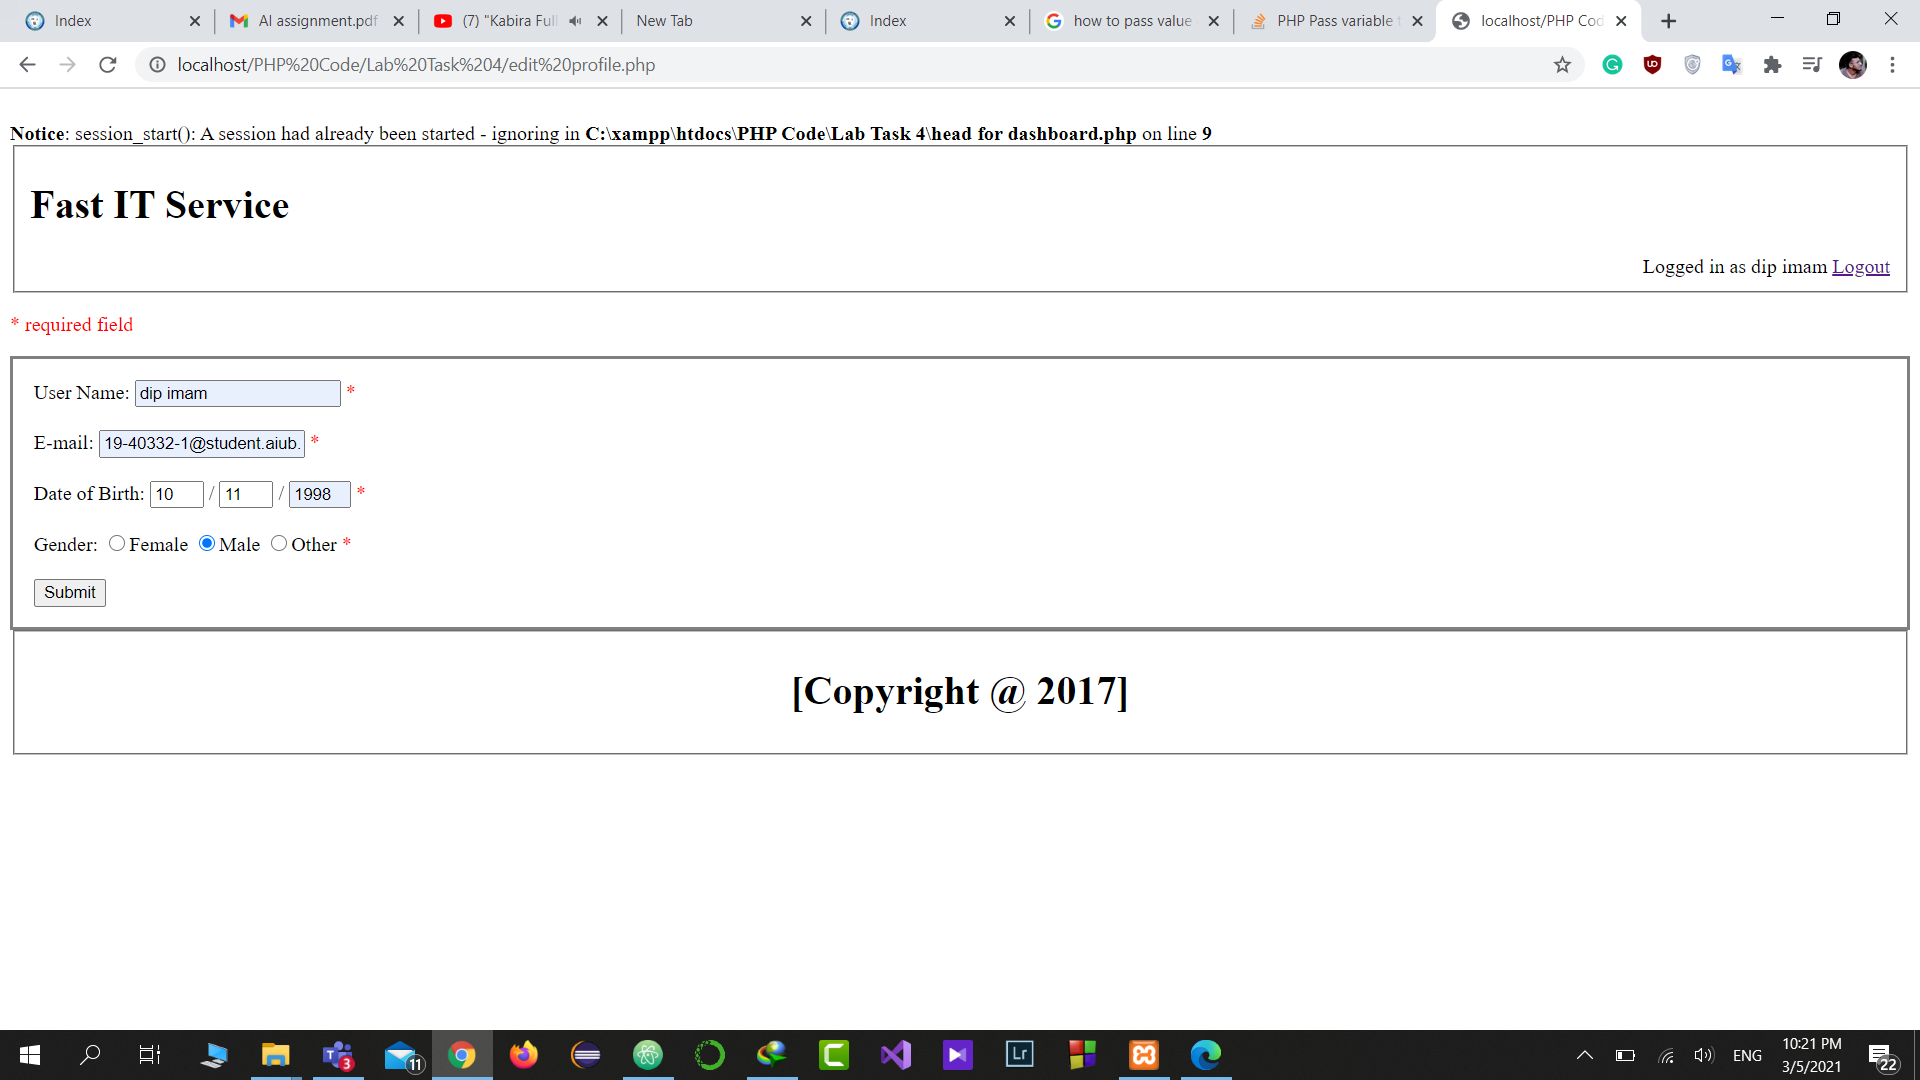 Index
AI assignment.pdf
(7) "Kabira Full
New Tab
Index
how to pass value
PHP Pass variable t
localhost/PHP Cod
localhost/PHP%20Code/Lab%20Task%204/edit%20profile.php
Notice: session_start(): A session had already been started - ignoring in C:\xampp\htdocs\PHP Code\Lab Task 4\head for dashboard.php on line 9
Fast IT Service
Logged in as dip imam Logout
* required field
User Name: dip imam *
E-mail: 19-40332-1@student.aiub. *
Date of Birth: 10 / 11 / 1998 *
Gender: Female Male Other *
Submit
[Copyright @ 2017]
3
11
Lr
ENG
10:21 PM
3/5/2021
22